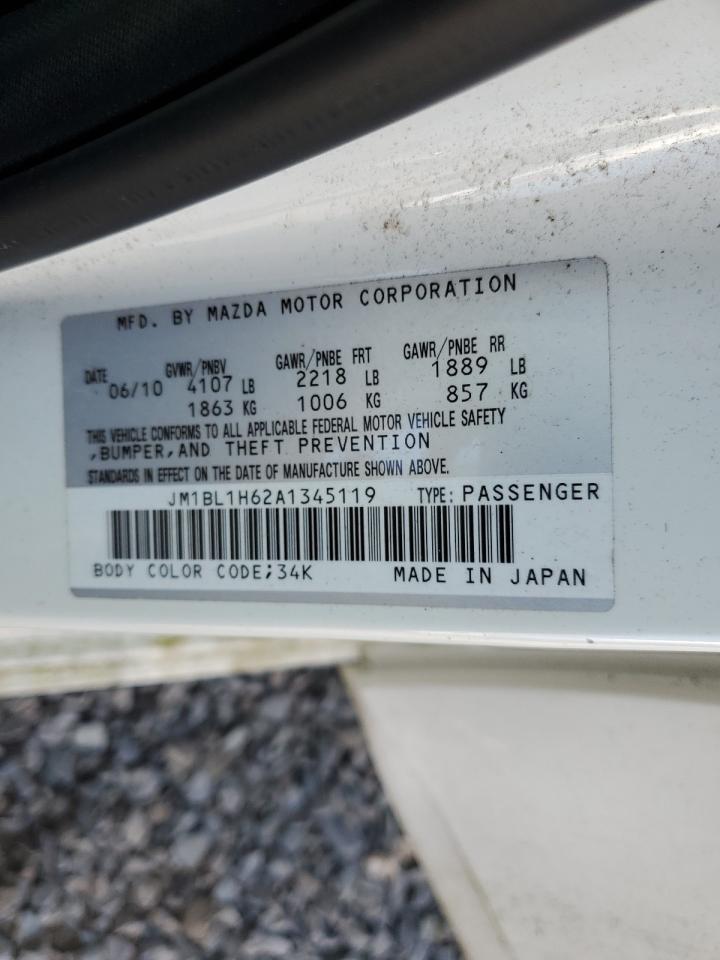 MFD. BY MAZDA MOTOR CORPORATION
DATE GVWR/PNBV GAWR/PNBE FRT GAWR/PNBE RR
06/10 4107 LB 2218 LB 1889 LB
1863 KG 1006 KG 857 KG
THIS VEHICLE CONFORMS TO ALL APPLICABLE FEDERAL MOTOR VEHICLE SAFETY
,BUMPER,AND THEFT PREVENTION
STANDARDS IN EFFECT ON THE DATE OF MANUFACTURE SHOWN ABOVE.
JM1BL1H62A1345119 TYPE: PASSENGER
BODY COLOR CODE;34K MADE IN JAPAN